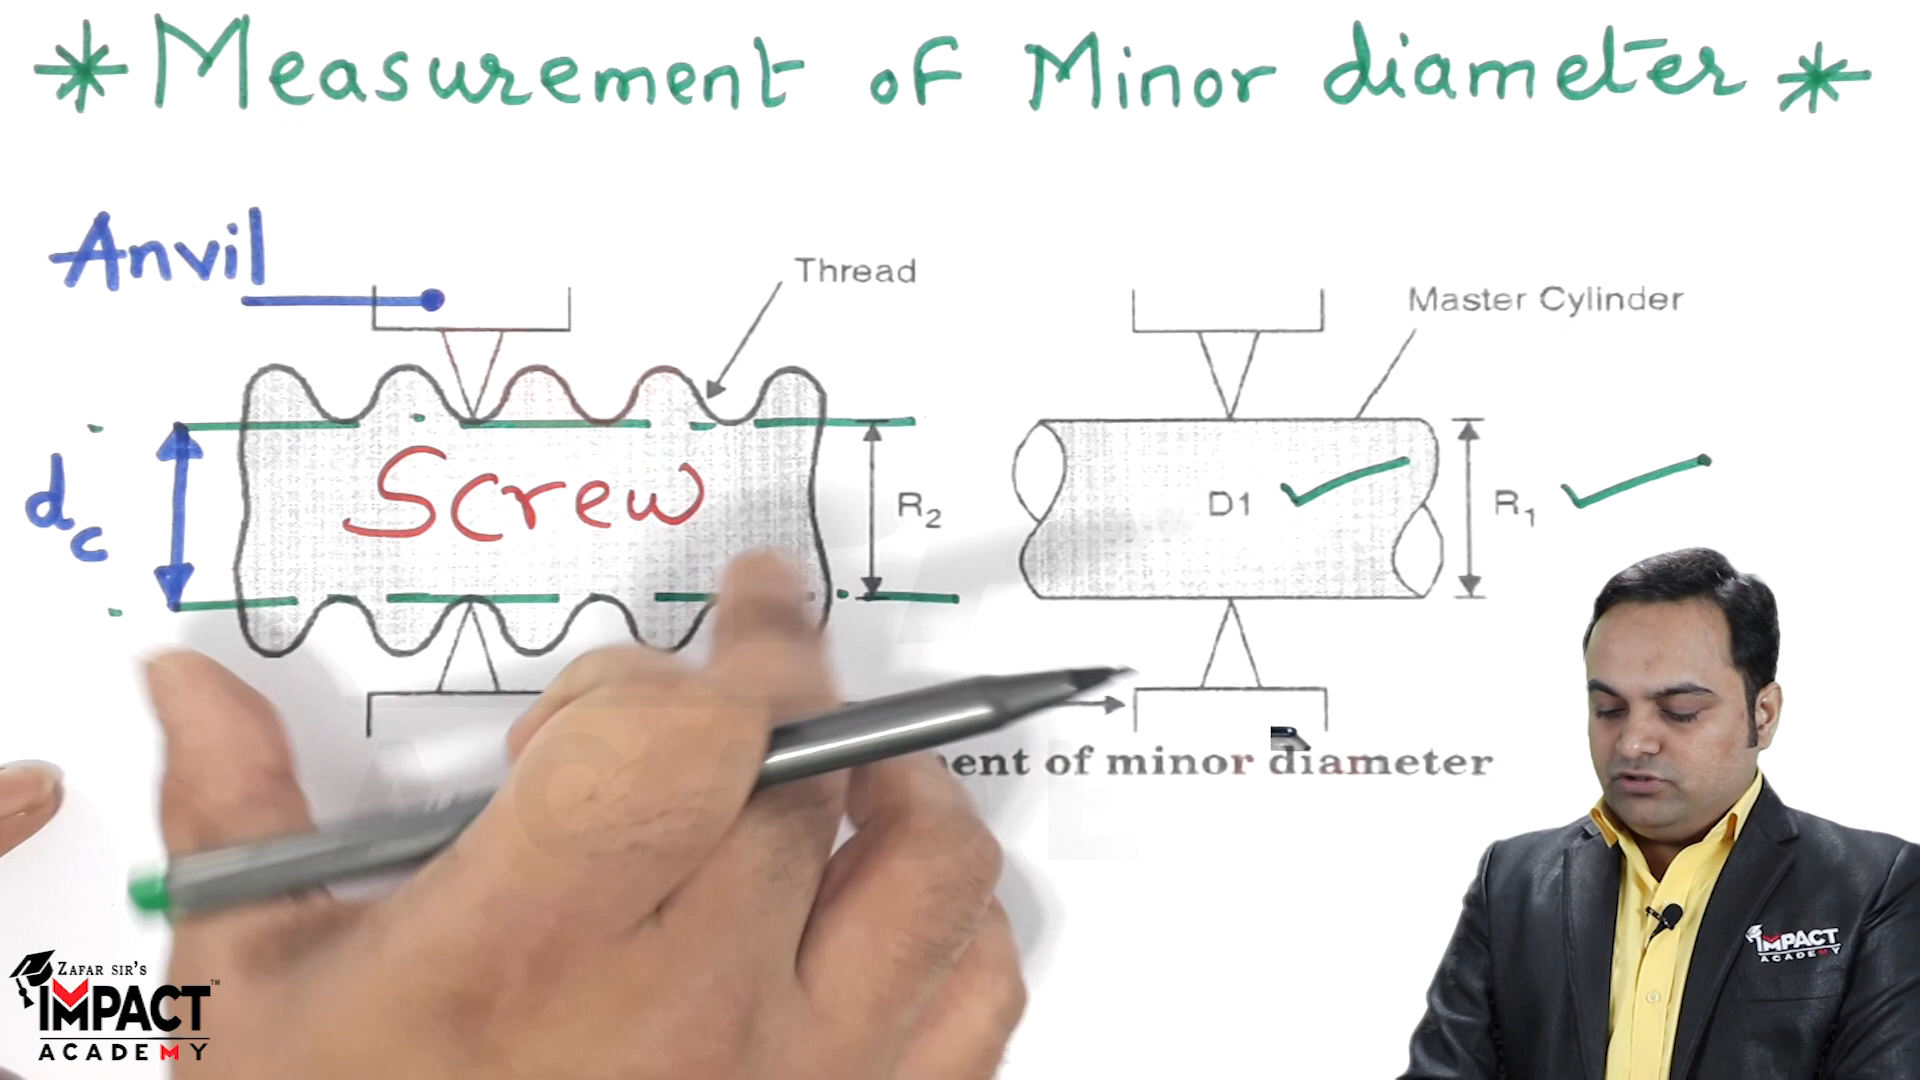 * Measurement of Minor diameter *
Anvil
Thread
Master Cylinder
dc
Screw
R2
D1
R1
of minor diameter
ZAFAR SIR'S
IMPACT
ACADEMY
IMPACT
ACADEMY